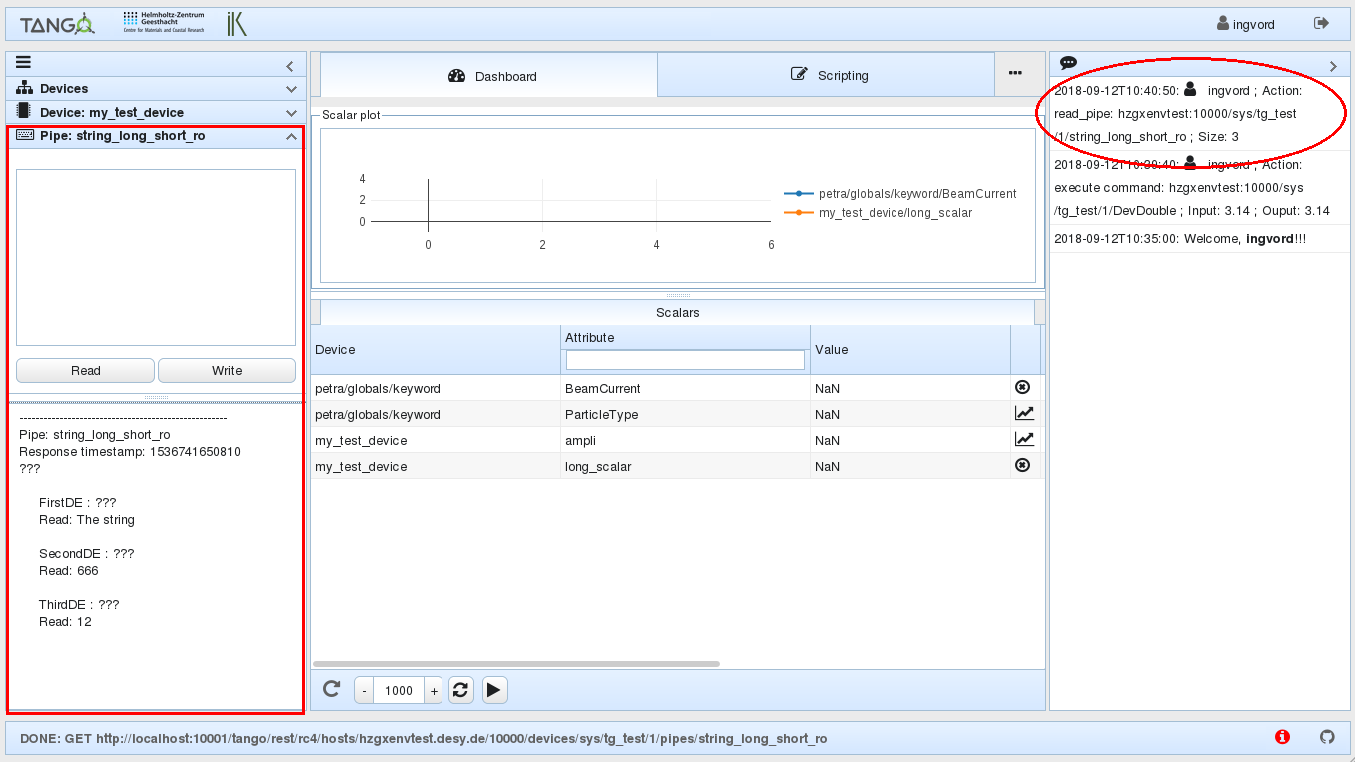 TANGO
Helmholtz-Zentrum
Geesthacht
Center for Materials and Coastal Research
iK
ingvord
Devices
Device: my_test_device
Pipe: string_long_short_ro
Read
Write
----------------------------------------------------
Pipe: string_long_short_ro
Response timestamp: 1536741650810
???
FirstDE : ???
Read: The string
SecondDE : ???
Read: 666
ThirdDE : ???
Read: 12
Dashboard
Scripting
Scalar plot
4
2
0
0
2
4
6
petra/globals/keyword/BeamCurrent
my_test_device/long_scalar
Scalars
Device
Attribute
Value
petra/globals/keyword BeamCurrent NaN
petra/globals/keyword ParticleType NaN
my_test_device ampli NaN
my_test_device long_scalar NaN
- 1000 +
2018-09-12T10:40:50: ingvord ; Action:
read_pipe: hzgxenvtest:10000/sys/tg_test
/1/string_long_short_ro ; Size: 3
2018-09-12T10:39:40: ingvord ; Action:
execute command: hzgxenvtest:10000/sys
/tg_test/1/DevDouble ; Input: 3.14 ; Ouput: 3.14
2018-09-12T10:35:00: Welcome, ingvord!!!
DONE: GET http://localhost:10001/tango/rest/rc4/hosts/hzgxenvtest.desy.de/10000/devices/sys/tg_test/1/pipes/string_long_short_ro